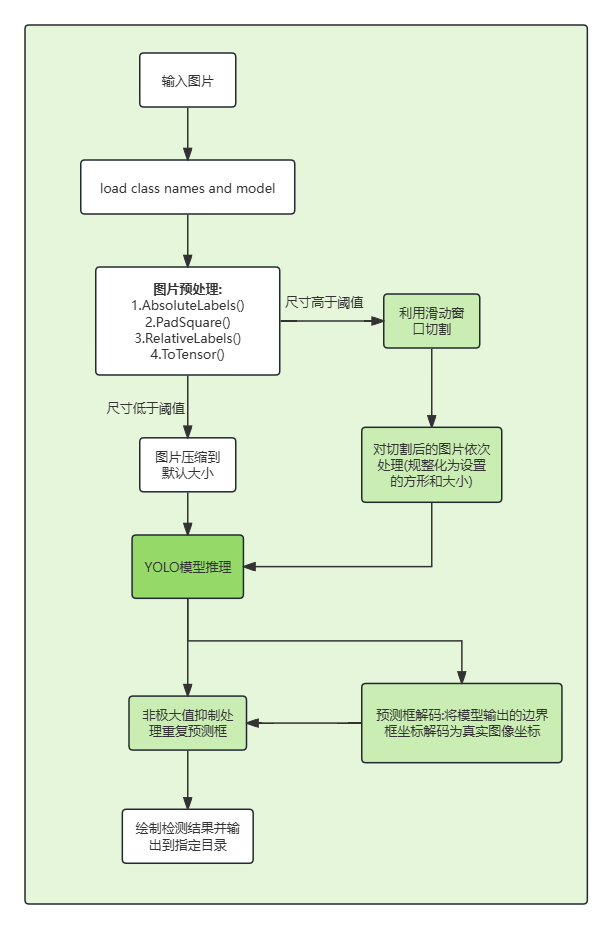 输入图片
load class names and model
图片预处理:
1.AbsoluteLabels()
2.PadSquare()
3.RelativeLabels()
4.ToTensor()
尺寸高于阈值
利用滑动窗
口切割
尺寸低于阈值
图片压缩到
默认大小
对切割后的图片依次
处理(规整化为设置
的方形和大小)
YOLO模型推理
非极大值抑制处
理重复预测框
预测框解码:将模型输出的边界
框坐标解码为真实图像坐标
绘制检测结果并输
出到指定目录